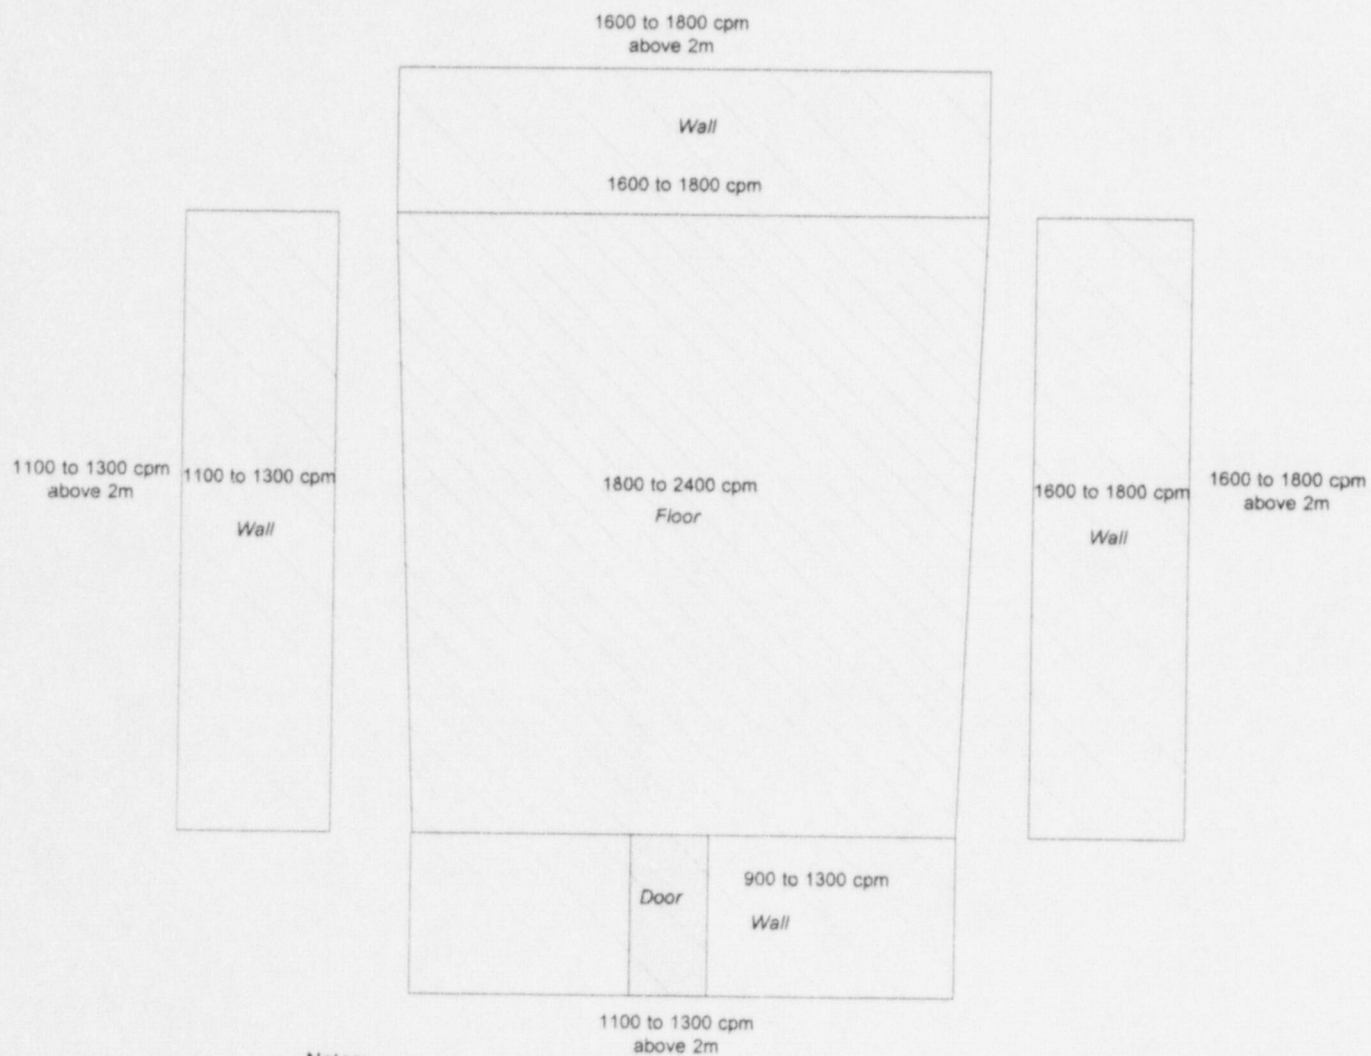 1600 to 1800 cpm
above 2m
Wall
1600 to 1800 cpm
1100 to 1300 cpm
above 2m
1100 to 1300 cpm
Wall
1800 to 2400 cpm
Floor
1600 to 1800 cpm
Wall
1600 to 1800 cpm
above 2m
Door
900 to 1300 cpm
Wall
1100 to 1300 cpm
above 2m